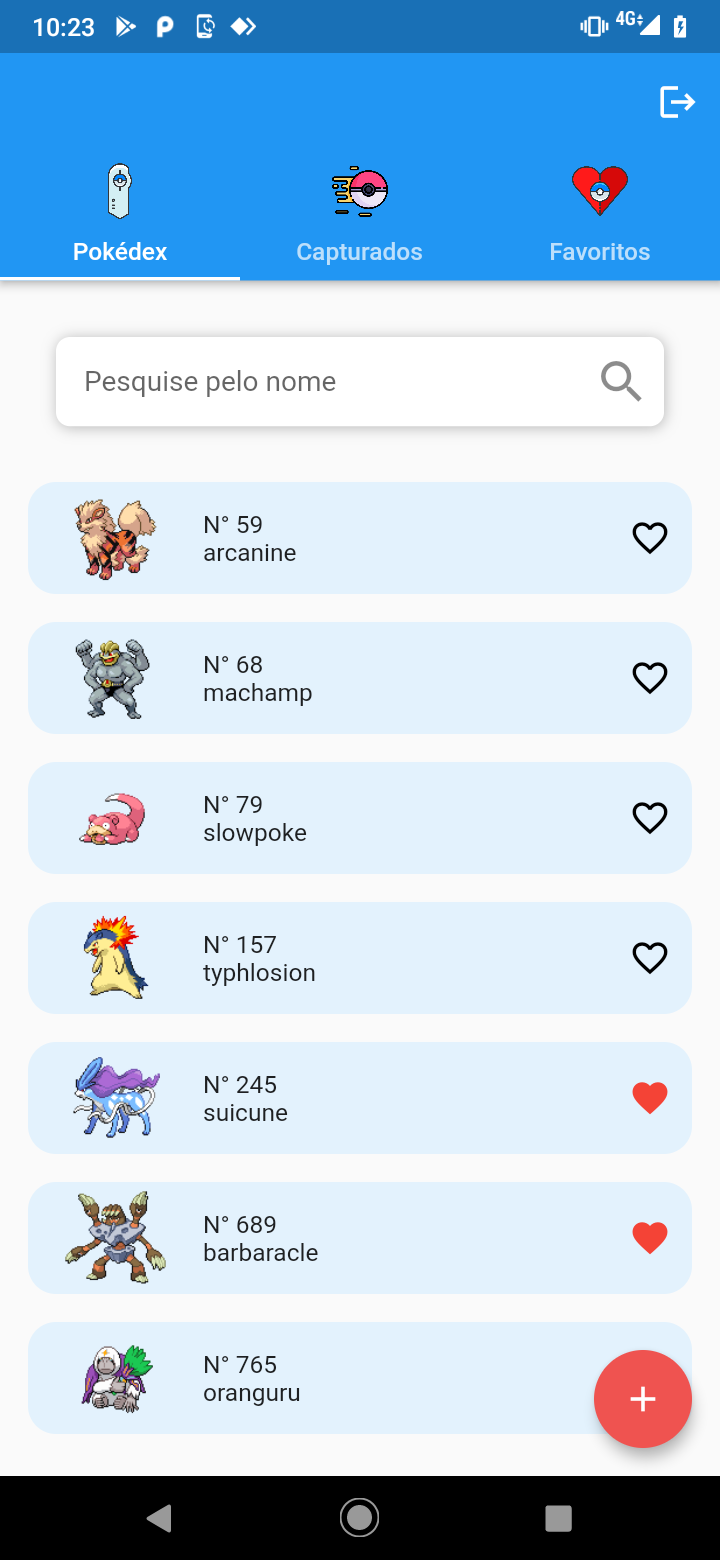 10:23
4G
Pokédex
Capturados
Favoritos
Pesquise pelo nome
N° 59
arcanine
N° 68
machamp
N° 79
slowpoke
N° 157
typhlosion
N° 245
suicune
N° 689
barbaracle
N° 765
oranguru